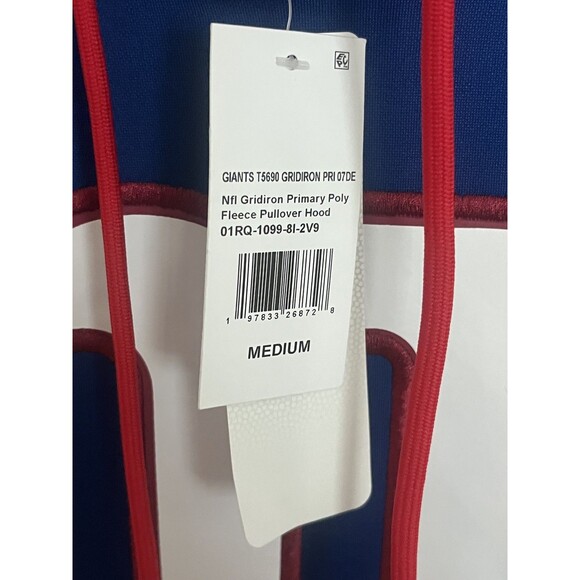 GIANTS T5690 GRIDIRON PRI 07DE
Nfl Gridiron Primary Poly
Fleece Pullover Hood
01RQ-1099-8I-2V9
1 97833 26872 8
MEDIUM